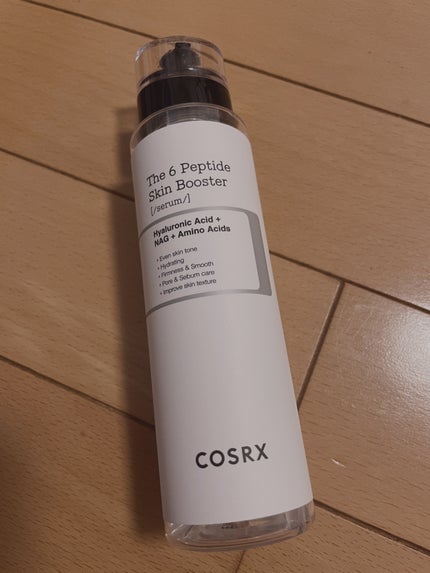 The 6 Peptide
Skin Booster
[/serum/]
Hyaluronic Acid +
NAG + Amino Acids
• Even skin tone
• Hydrating
• Firmness & Smooth
• Pore & Sebum care
• Improve skin texture
COSRX